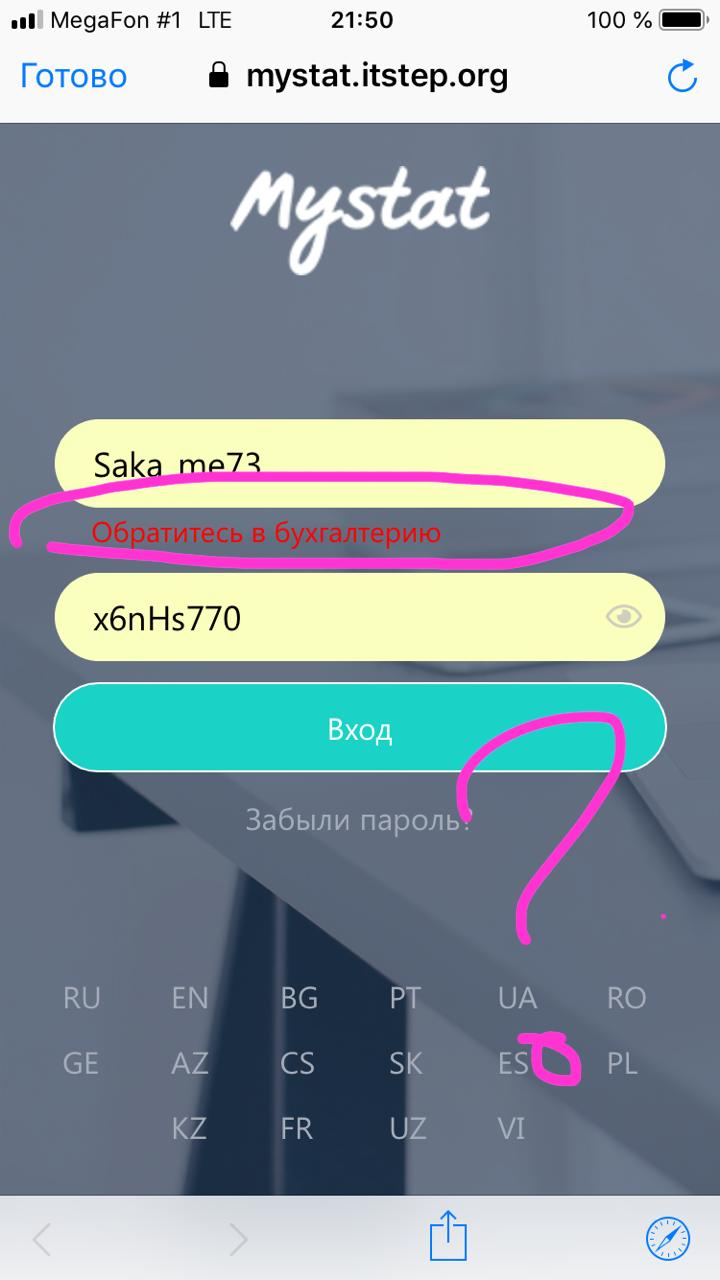 MegaFon #1 LTE 21:50 100 %
Готово mystat.itstep.org
Mystat
Saka_me73
Обратитесь в бухгалтерию
x6nHs770
Вход
Забыли пароль?
RU EN BG PT UA RO
GE AZ CS SK ES PL
KZ FR UZ VI